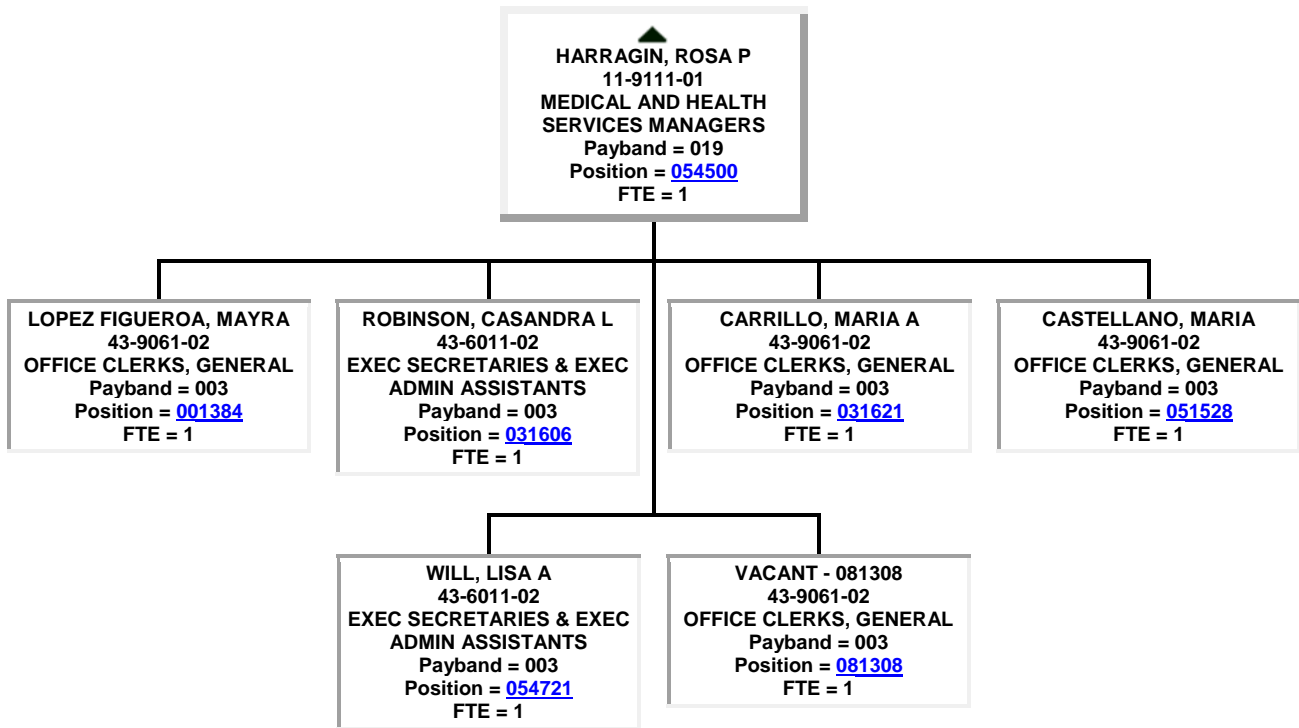 HARRAGIN, ROSA P
11-9111-01
MEDICAL AND HEALTH
SERVICES MANAGERS
Payband = 019
Position = 054500
FTE = 1
LOPEZ FIGUEROA, MAYRA
43-9061-02
OFFICE CLERKS, GENERAL
Payband = 003
Position = 001384
FTE = 1
ROBINSON, CASANDRA L
43-6011-02
EXEC SECRETARIES & EXEC
ADMIN ASSISTANTS
Payband = 003
Position = 031606
FTE = 1
CARRILLO, MARIA A
43-9061-02
OFFICE CLERKS, GENERAL
Payband = 003
Position = 031621
FTE = 1
CASTELLANO, MARIA
43-9061-02
OFFICE CLERKS, GENERAL
Payband = 003
Position = 051528
FTE = 1
WILL, LISA A
43-6011-02
EXEC SECRETARIES & EXEC
ADMIN ASSISTANTS
Payband = 003
Position = 054721
FTE = 1
VACANT - 081308
43-9061-02
OFFICE CLERKS, GENERAL
Payband = 003
Position = 081308
FTE = 1